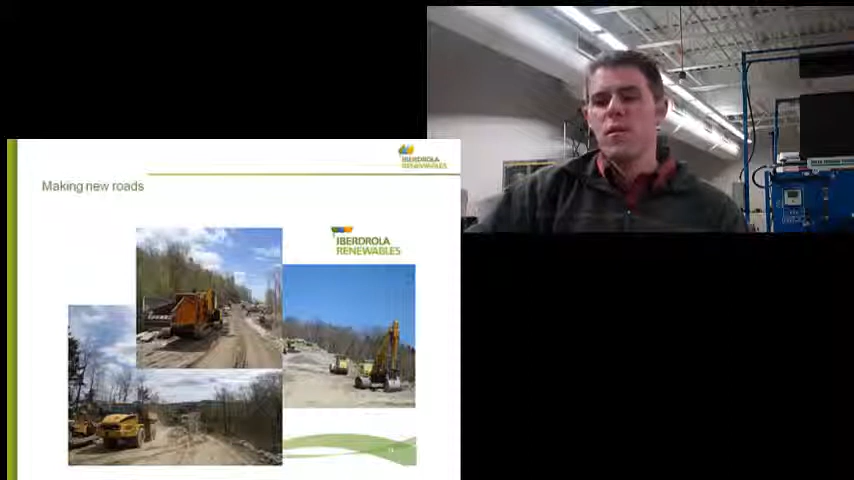 IBERDROLA
RENEWABLES
Making new roads
IBERDROLA
RENEWABLES